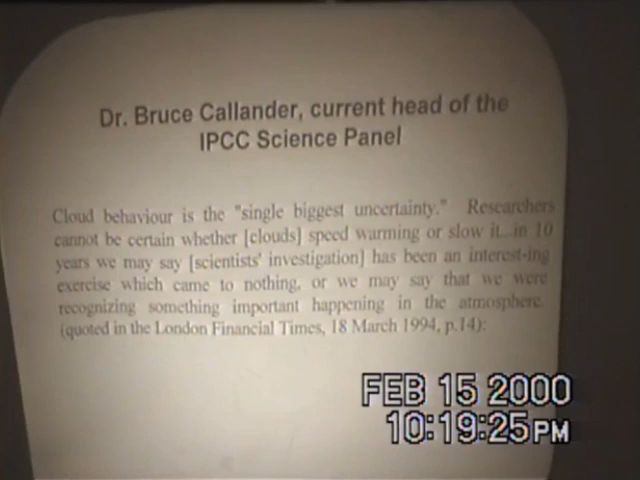 Dr. Bruce Callander, current head of the
IPCC Science Panel
Cloud behaviour is the "single biggest uncertainty." Researchers
cannot be certain whether [clouds] speed warming or slow it...in 10
years we may say [scientists' investigation] has been an interest-ing
exercise which came to nothing, or we may say that we were
recognizing something important happening in the atmosphere.
(quoted in the London Financial Times, 18 March 1994, p.14):
FEB 15 2000
10:19:25PM